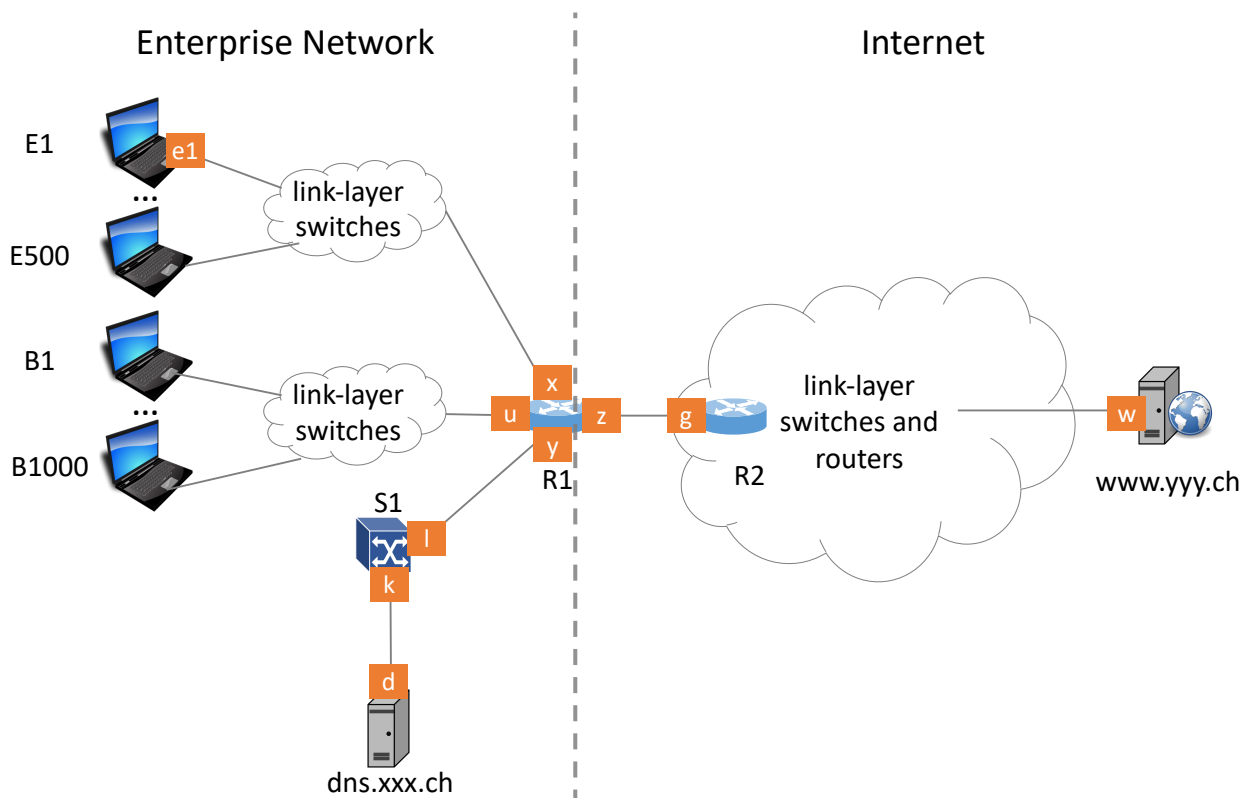 Enterprise Network
Internet
E1
e1
...
E500
link-layer
switches
B1
...
B1000
link-layer
switches
x
u
z
y
R1
g
R2
link-layer
switches and
routers
w
www.yyy.ch
S1
l
k
d
dns.xxx.ch